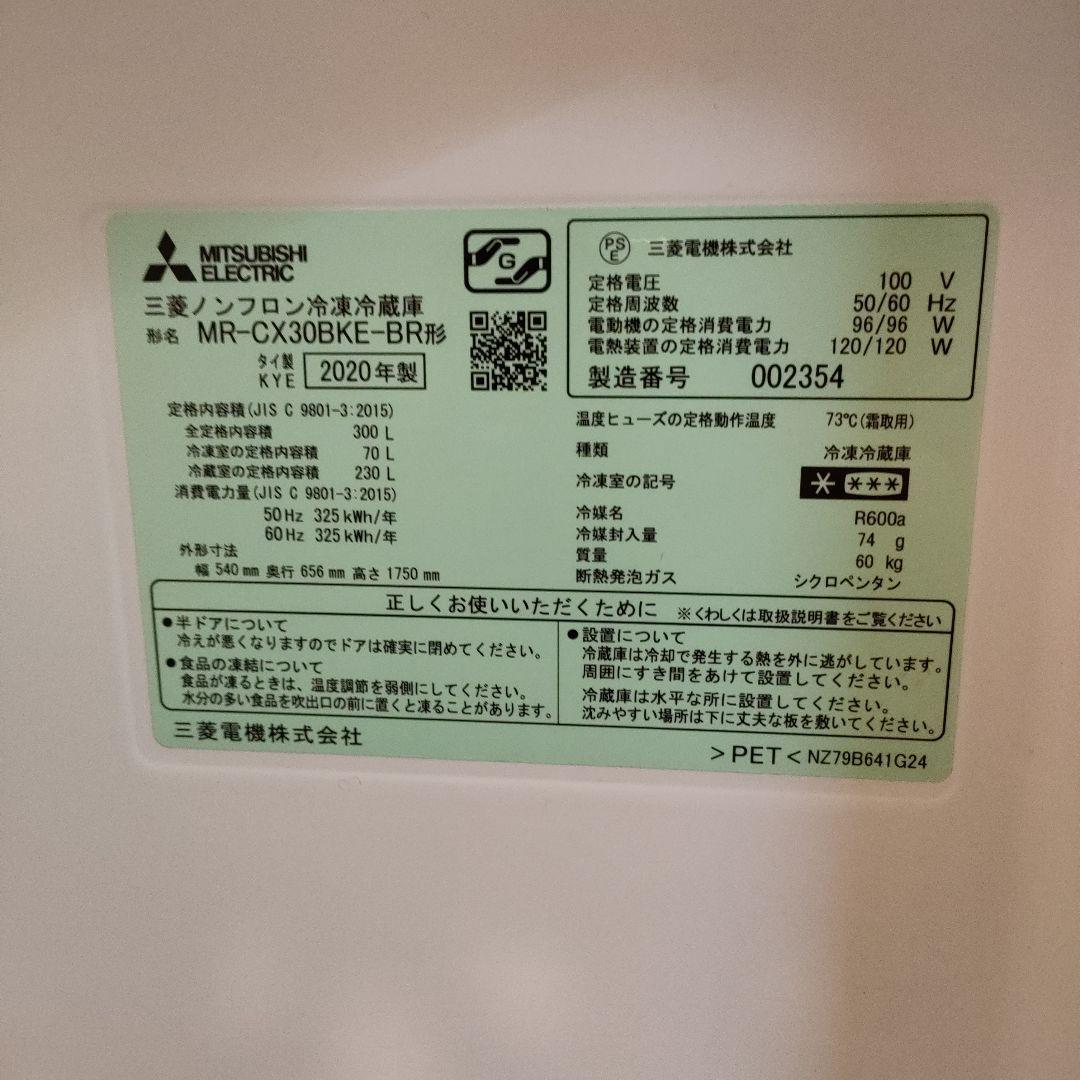 MITSUBISHI
ELECTRIC
G
三菱ノンフロン冷凍冷蔵庫
形名 MR-CX30BKE-BR形
タイ製
KYE 2020年製
PSE 三菱電機株式会社
定格電圧 100 V
定格周波数 50/60 Hz
電動機の定格消費電力 96/96 W
電熱装置の定格消費電力 120/120 W
製造番号 002354
定格内容積(JIS C 9801-3:2015)
全定格内容積 300 L
冷凍室の定格内容積 70 L
冷蔵室の定格内容積 230 L
消費電力量(JIS C 9801-3:2015)
50Hz 325kWh/年
60Hz 325kWh/年
外形寸法
幅 540mm 奥行 656mm 高さ 1750mm
温度ヒューズの定格動作温度 73℃(霜取用)
種類 冷凍冷蔵庫
冷凍室の記号
冷媒名 R600a
冷媒封入量 74 g
質量 60 kg
断熱発泡ガス シクロペンタン
正しくお使いいただくために ※くわしくは取扱説明書をご覧ください
●半ドアについて
冷えが悪くなりますのでドアは確実に閉めてください。
●食品の凍結について
食品が凍るときは、温度調節を弱側にしてください。
水分の多い食品を吹出口の前に置くと凍ることがあります。
●設置について
冷蔵庫は冷却で発生する熱を外に逃がしています。
周囲にすき間をあけて設置してください。
冷蔵庫は水平な所に設置してください。
沈みやすい場所は下に丈夫な板を敷いてください。
三菱電機株式会社
>PET< NZ79B641G24